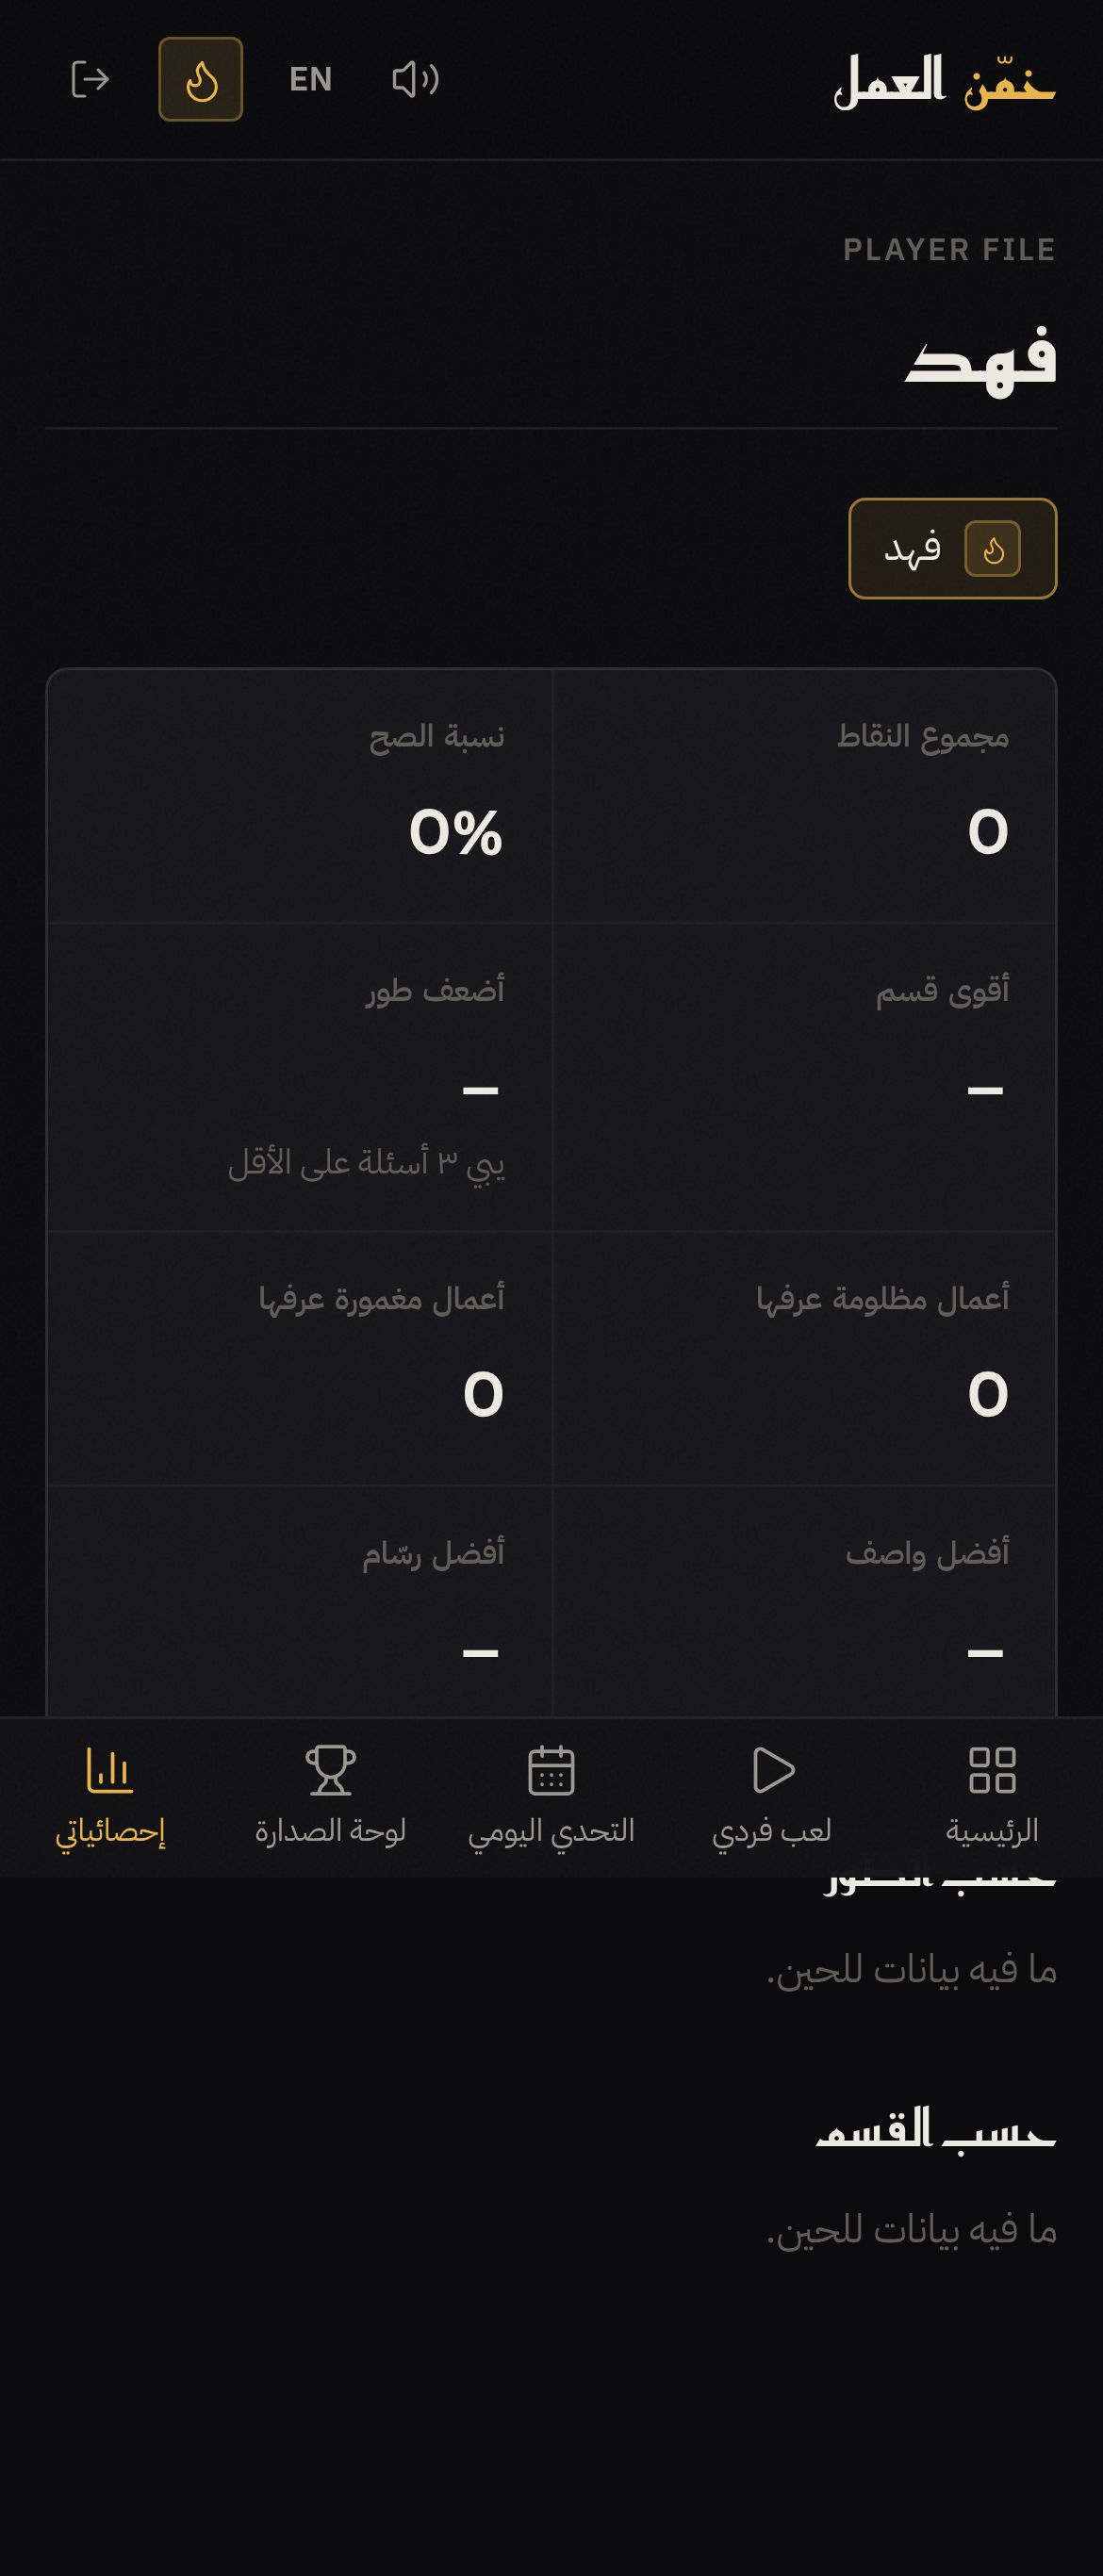 خمّن العمل
EN
PLAYER FILE
فهد
فهد
مجموع النقاط
نسبة الصح
0
0%
أقوى قسم
أضعف طور
—
—
يبي ٣ أسئلة على الأقل
أعمال مظلومة عرفها
أعمال مغمورة عرفها
0
0
أفضل واصف
أفضل رسّام
—
—
الرئيسية
لعب فردي
التحدي اليومي
لوحة الصدارة
إحصائياتي
ما فيه بيانات للحين.
حسب القسم
ما فيه بيانات للحين.